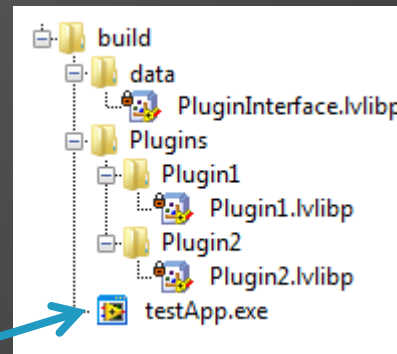 build
data
PluginInterface.lvlibp
Plugins
Plugin1
Plugin1.lvlibp
Plugin2
Plugin2.lvlibp
testApp.exe